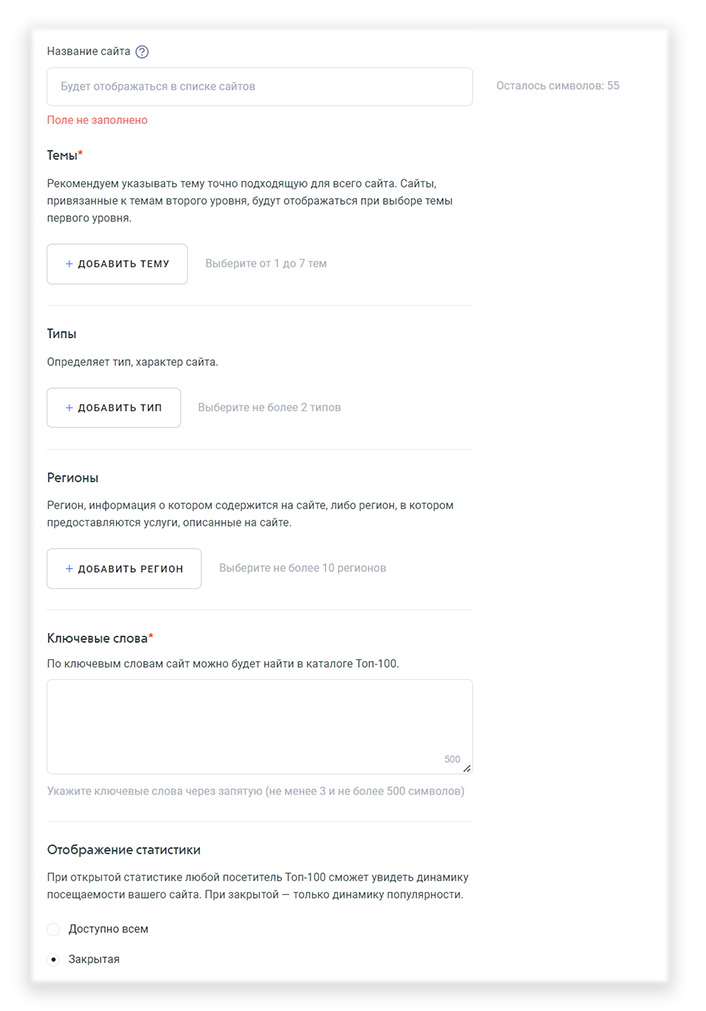 Название сайта ?
Будет отображаться в списке сайтов
Осталось символов: 55
Поле не заполнено
Темы*
Рекомендуем указывать тему точно подходящую для всего сайта. Сайты,
привязанные к темам второго уровня, будут отображаться при выборе темы
первого уровня.
+ ДОБАВИТЬ ТЕМУ
Выберите от 1 до 7 тем
Типы
Определяет тип, характер сайта.
+ ДОБАВИТЬ ТИП
Выберите не более 2 типов
Регионы
Регион, информация о котором содержится на сайте, либо регион, в котором
предоставляются услуги, описанные на сайте.
+ ДОБАВИТЬ РЕГИОН
Выберите не более 10 регионов
Ключевые слова*
По ключевым словам сайт можно будет найти в каталоге Топ-100.
500
Укажите ключевые слова через запятую (не менее 3 и не более 500 символов)
Отображение статистики
При открытой статистике любой посетитель Топ-100 сможет увидеть динамику
посещаемости вашего сайта. При закрытой — только динамику популярности.
Доступно всем
Закрытая